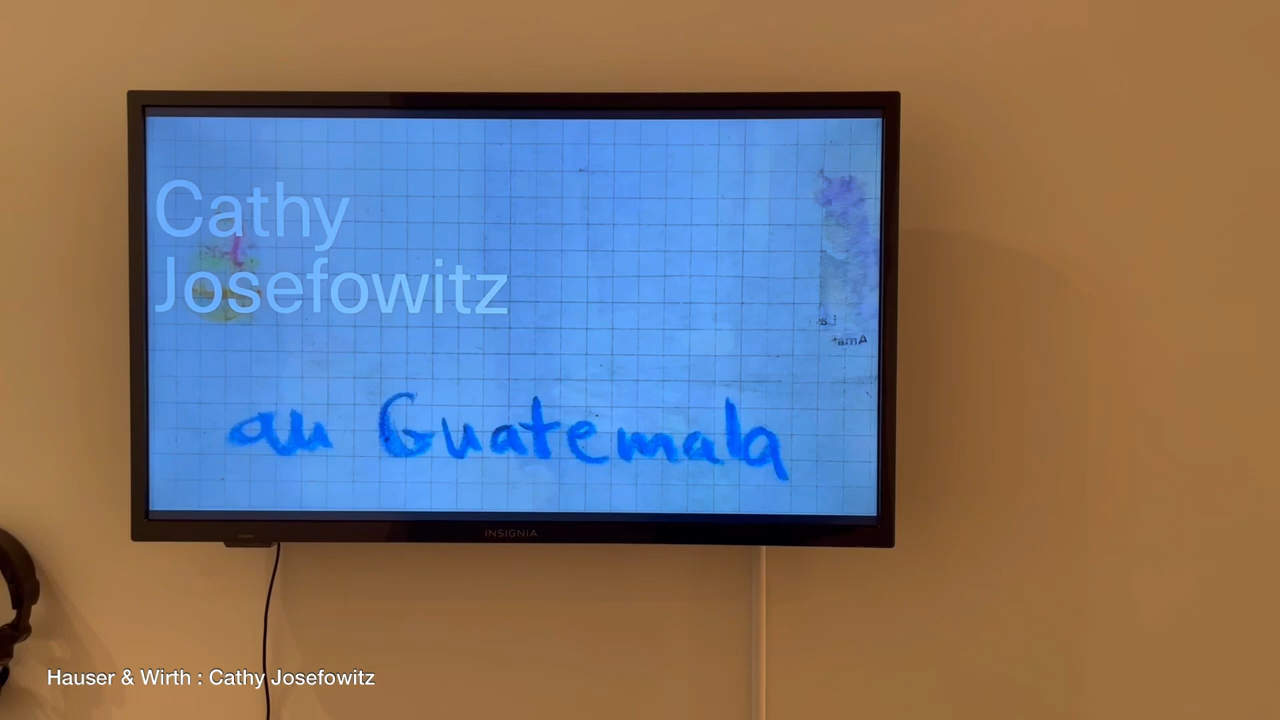 Cathy
Josefowitz
au Guatemala
INSIGNIA
Hauser & Wirth : Cathy Josefowitz